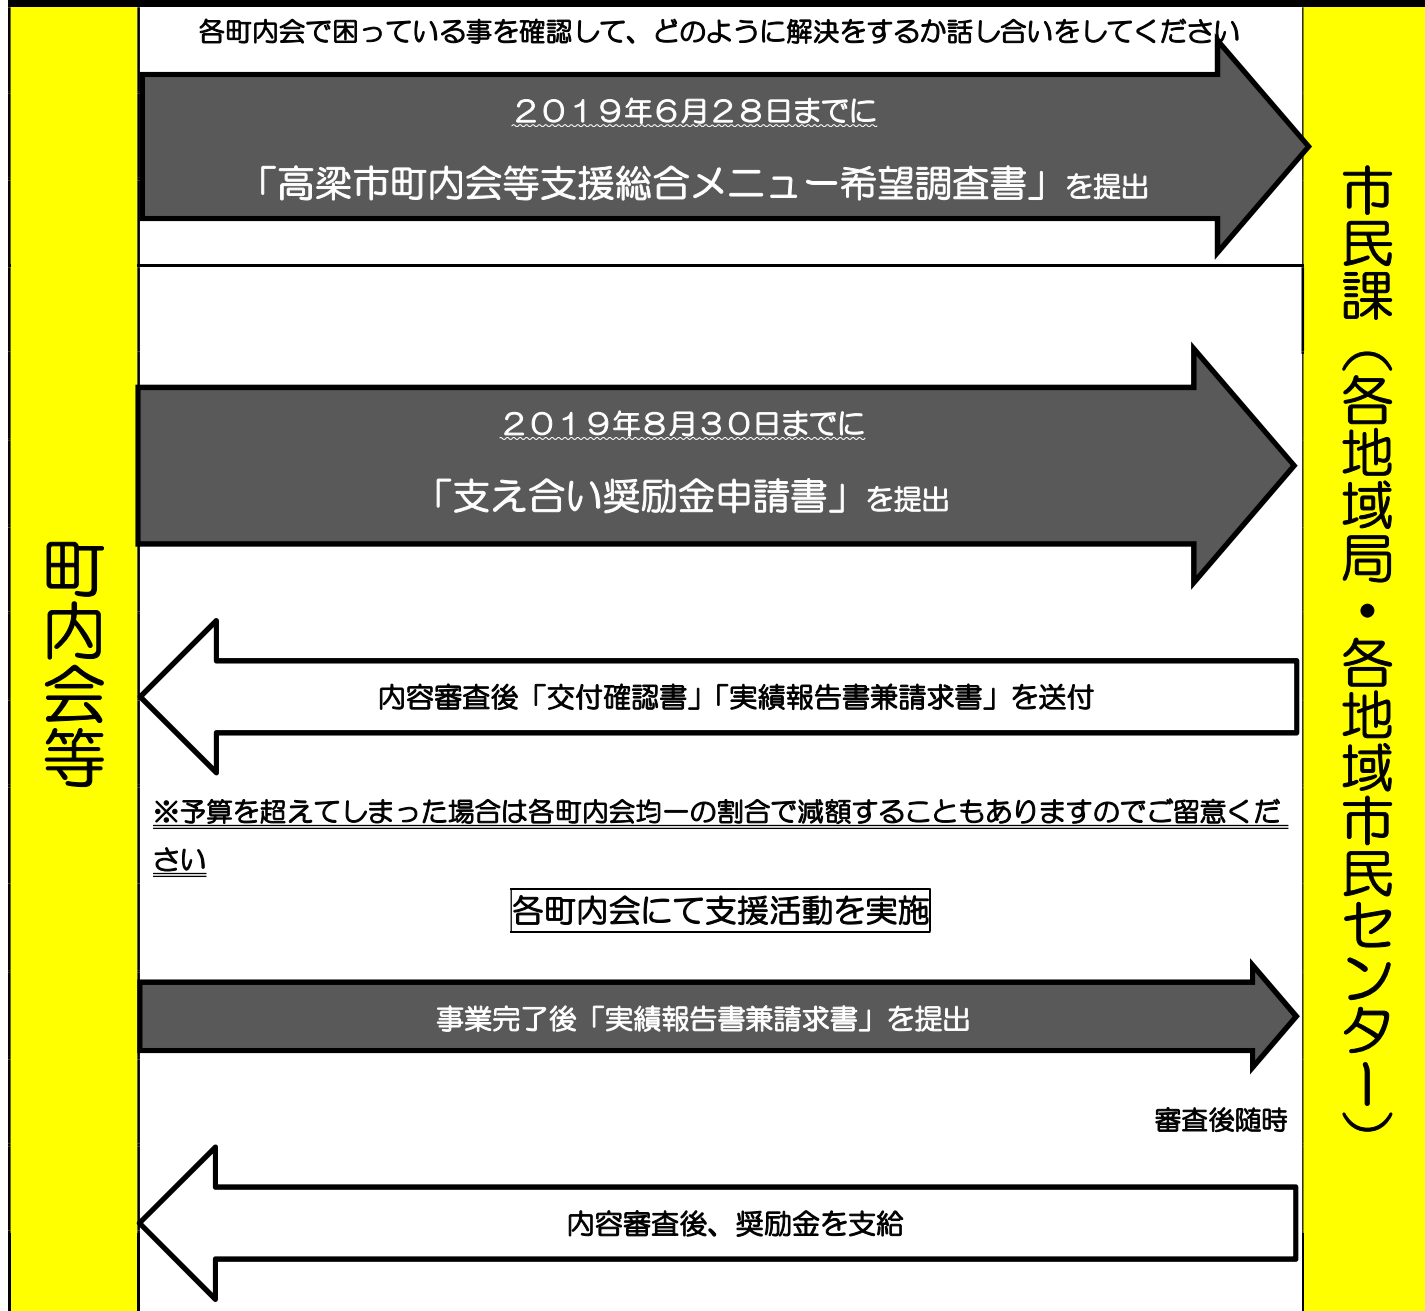 各町内会で困っている事を確認して、どのように解決をするか話し合いをしてください
２０１９年６月２８日までに
「高梁市町内会等支援総合メニュー希望調査書」を提出
２０１９年８月３０日までに
「支え合い奨励金申請書」を提出
町内会等
市民課（各地域局・各地域市民センター）
内容審査後「交付確認書」「実績報告書兼請求書」を送付
※予算を超えてしまった場合は各町内会均一の割合で減額することもありますのでご留意くだ
さい
各町内会にて支援活動を実施
事業完了後「実績報告書兼請求書」を提出
審査後随時
内容審査後、奨励金を支給